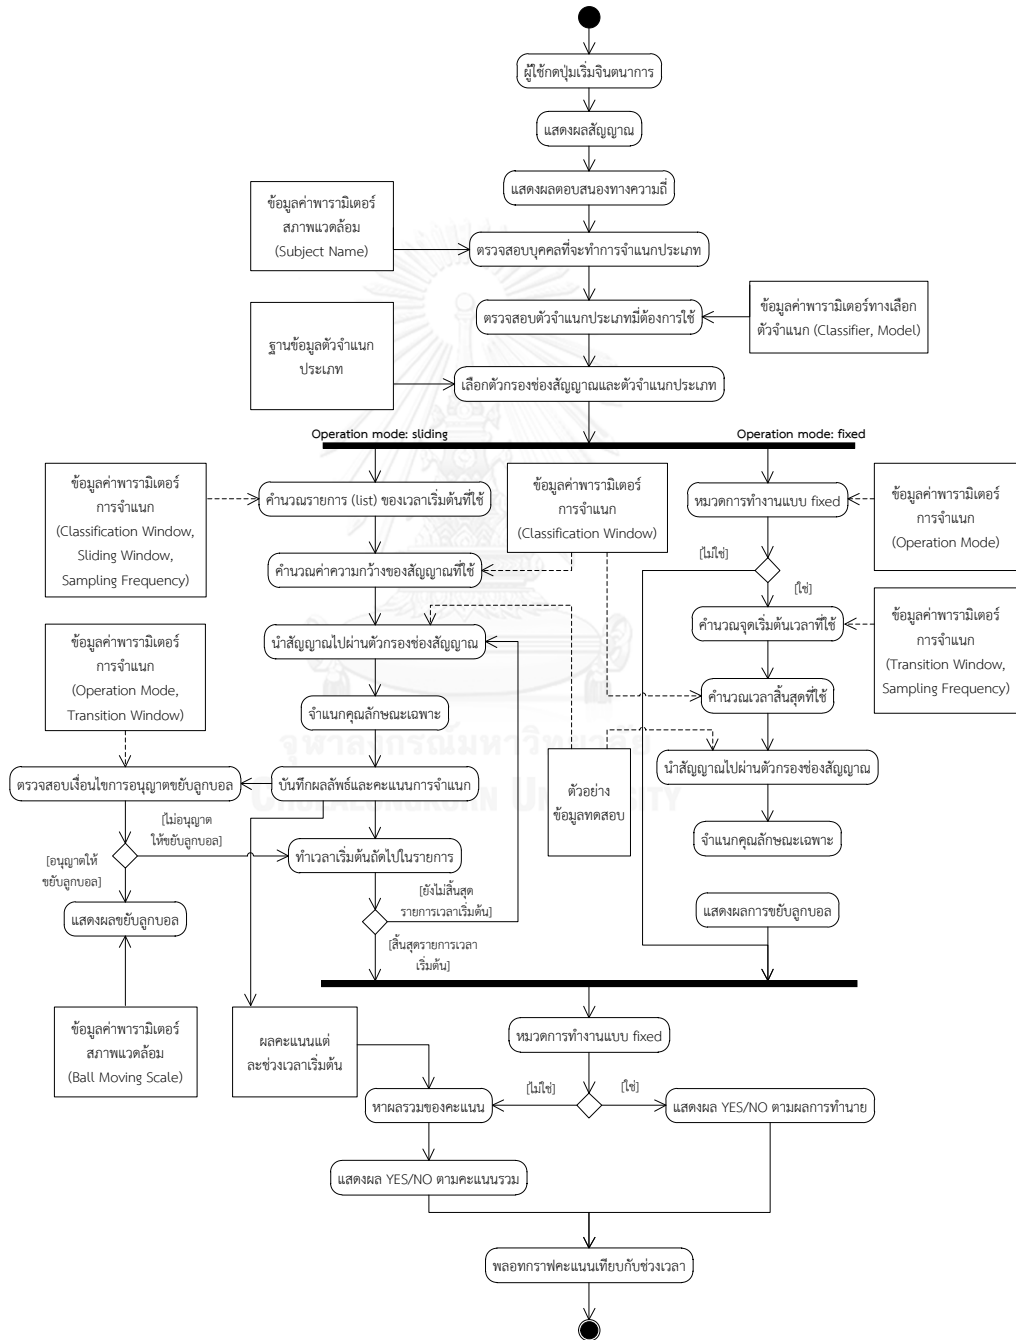 ผู้ใช้กดปุ่มเริ่มจินตนาการ
แสดงผลสัญญาณ
แสดงผลตอบสนองทางความถี่
ข้อมูลค่าพารามิเตอร์
สภาพแวดล้อม
(Subject Name)
ตรวจสอบบุคคลที่จะทำการจำแนกประเภท
ข้อมูลค่าพารามิเตอร์ทางเลือก
ตัวจำแนก (Classifier, Model)
ตรวจสอบตัวจำแนกประเภทมี่ต้องการใช้
ฐานข้อมูลตัวจำแนก
ประเภท
เลือกตัวกรองช่องสัญญาณและตัวจำแนกประเภท
Operation mode: sliding
Operation mode: fixed
ข้อมูลค่าพารามิเตอร์
การจำแนก
(Classification Window,
Sliding Window,
Sampling Frequency)
คำนวณรายการ (list) ของเวลาเริ่มต้นที่ใช้
ข้อมูลค่าพารามิเตอร์
การจำแนก
(Classification Window)
หมวดการทำงานแบบ fixed
ข้อมูลค่าพารามิเตอร์
การจำแนก
(Operation Mode)
[ไม่ใช่]
[ใช่]
คำนวณค่าความกว้างของสัญญาณที่ใช้
คำนวณจุดเริ่มต้นเวลาที่ใช้
ข้อมูลค่าพารามิเตอร์
การจำแนก
(Transition Window,
Sampling Frequency)
ข้อมูลค่าพารามิเตอร์
การจำแนก
(Operation Mode,
Transition Window)
นำสัญญาณไปผ่านตัวกรองช่องสัญญาณ
คำนวณเวลาสิ้นสุดที่ใช้
จำแนกคุณลักษณะเฉพาะ
จุฬาลงกรณ์มหาวิทยาลัย
นำสัญญาณไปผ่านตัวกรองช่องสัญญาณ
ตรวจสอบเงื่อนไขการอนุญาตขยับลูกบอล
บันทึกผลลัพธ์และคะแนนการจำแนก
CHULALONGKORN UNIVERSITY
ตัวอย่าง
ข้อมูลทดสอบ
[ไม่อนุญาต
ให้ขยับลูกบอล]
จำแนกคุณลักษณะเฉพาะ
ทำเวลาเริ่มต้นถัดไปในรายการ
[อนุญาตให้
ขยับลูกบอล]
[ยังไม่สิ้นสุด
รายการเวลาเริ่มต้น]
แสดงผลขยับลูกบอล
แสดงผลการขยับลูกบอล
[สิ้นสุดรายการเวลา
เริ่มต้น]
ข้อมูลค่าพารามิเตอร์
สภาพแวดล้อม
(Ball Moving Scale)
ผลคะแนนแต่
ละช่วงเวลาเริ่มต้น
หมวดการทำงานแบบ fixed
[ไม่ใช่]
[ใช่]
หาผลรวมของคะแนน
แสดงผล YES/NO ตามผลการทำนาย
แสดงผล YES/NO ตามคะแนนรวม
พลอทกราฟคะแนนเทียบกับช่วงเวลา